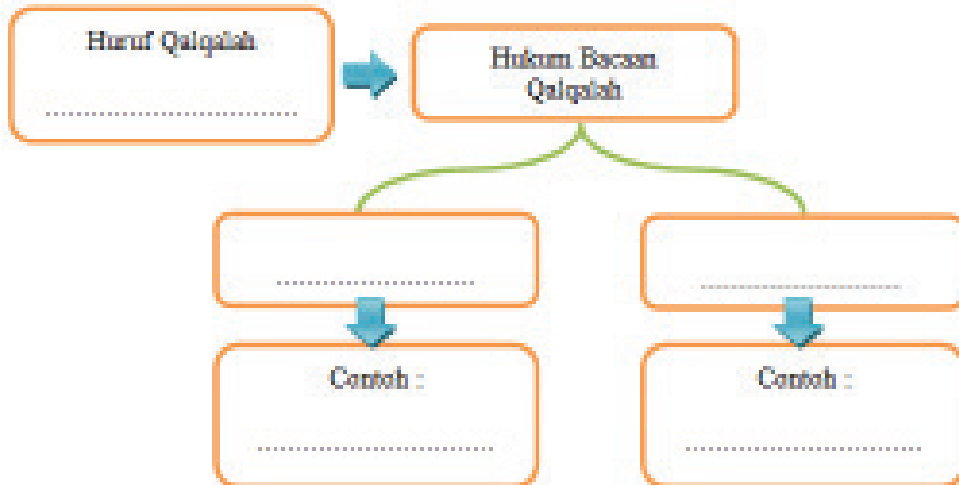 Huruf Qalqalah
................................
Hukum Bacaan
Qalqalah
.........................
.........................
Contoh :
..............................
Contoh :
..............................